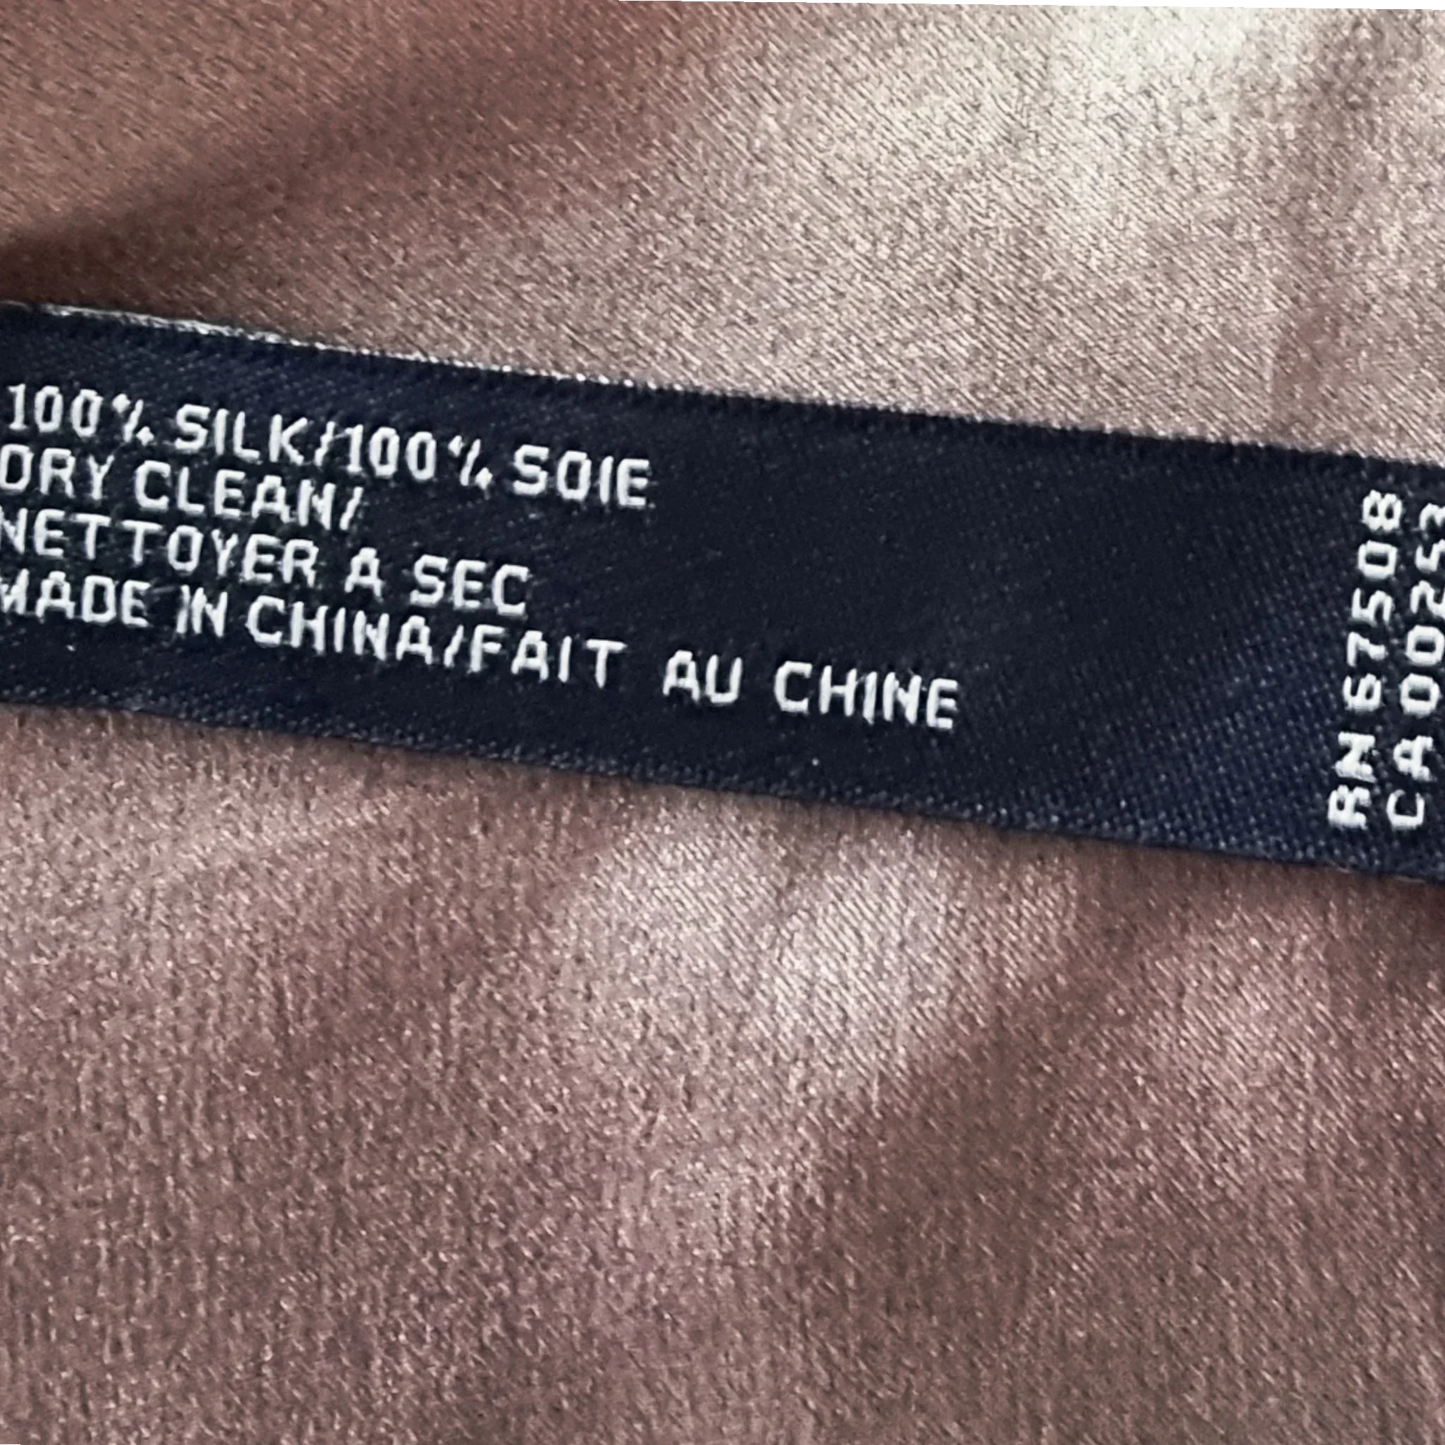 100% SILK/100% SOIE
DRY CLEAN/
NETTOYER A SEC
MADE IN CHINA/FAIT AU CHINE
RN 67508
CA 00253